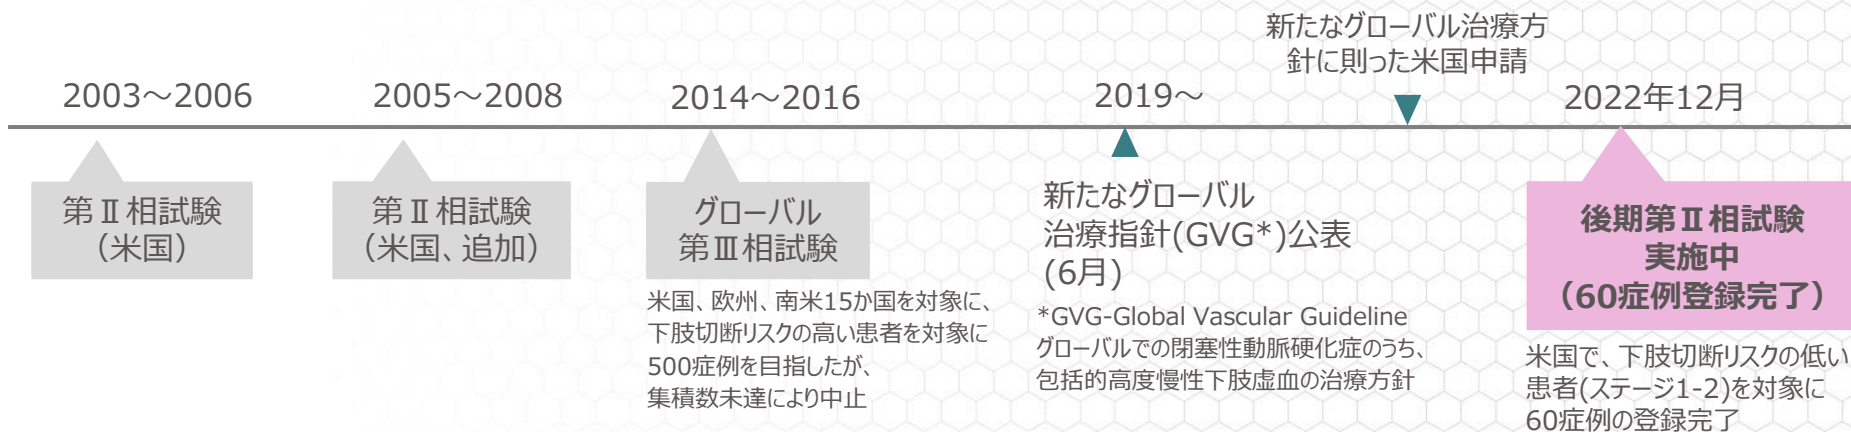 新たなグローバル治療方
針に則った米国申請
2003～2006
2005～2008
2014～2016
2019～
2022年12月
第Ⅱ相試験
（米国）
第Ⅱ相試験
（米国、追加）
グローバル
第Ⅲ相試験
米国、欧州、南米15か国を対象に、
下肢切断リスクの高い患者を対象に
500症例を目指したが、
集積数未達により中止
新たなグローバル
治療指針(GVG*)公表
(6月)
*GVG-Global Vascular Guideline
グローバルでの閉塞性動脈硬化症のうち、
包括的高度慢性下肢虚血の治療方針
後期第Ⅱ相試験
実施中
（60症例登録完了）
米国で、下肢切断リスクの低い
患者(ステージ1-2)を対象に
60症例の登録完了